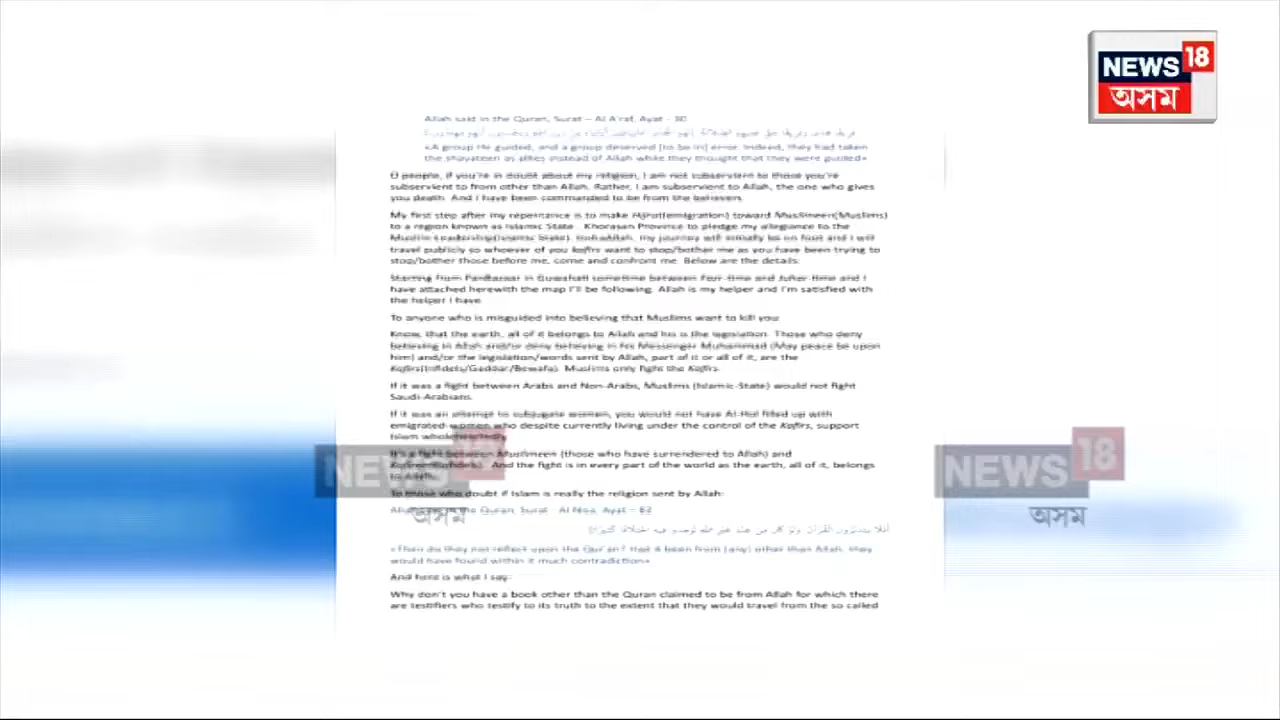 NEWS 18
অসম
Allah said in the Quran, Surat – Al A'raf, Ayat - 30
«A group He guided, and a group deserved [to be in] error. Indeed, they had taken
the shayateen as allies instead of Allah while they thought that they were guided»
O people, if you're in doubt about my religion, I am not subservient to those you're
subservient to from other than Allah. Rather, I am subservient to Allah, the one who gives
you death. And I have been commanded to be from the believers.
My first step after my repentance is to make Hijrat(emigration) toward Muslimeen(Muslims)
to a region known as Islamic State - Khorasan Province to pledge my allegiance to the
Muslim Leadership(Islamic State). my journey will initially be on foot and I will
travel publicly so whoever of you kafirs want to stop/bother me as you have been trying to
stop/bother those before me, come and confront me. Below are the details:
Starting from in Guwahati sometime between time and time and I
have attached herewith the map I'll be following. Allah is my helper and I'm satisfied with
the helper I have.
To anyone who is misguided into believing that Muslims want to kill you:
Know, that the earth, all of it belongs to Allah and his is the legislation. Those who deny
believing in Allah and/or deny believing in his Messenger Muhammad (May peace be upon
him) and/or the legislation/words sent by Allah, part of it or all of it, are the
Kafirs(Infidels/Gaddar/Bewafa). Muslims only fight the Kafirs.
If it was a fight between Arabs and Non-Arabs, Muslims (Islamic-State) would not fight
Saudi-Arabians.
If it was an attempt to subjugate women, you would not have Al-Hol filled up with
emigrated-women who despite currently living under the control of the Kafirs, support
Islam
It's a fight between Muslimeen (those who have surrendered to Allah) and
And the fight is in every part of the world as the earth, all of it, belongs
to Allah.
To those who doubt if Islam is really the religion sent by Allah:
the Quran, Surat - Ayat – 82
أفلا يتدبرون القرآن ولو كان من عند غير الله لوجدوا فيه اختلافا كثيرا
«Then do they not reflect upon the Qur'an? Had it been from [any] other than Allah, they
would have found within it much contradiction»
And here is what I say:
Why don't you have a book other than the Quran claimed to be from Allah for which there
are testifiers who testify to its truth to the extent that they would travel from the so called
NEWS 18
অসম
NEWS 18
অসম